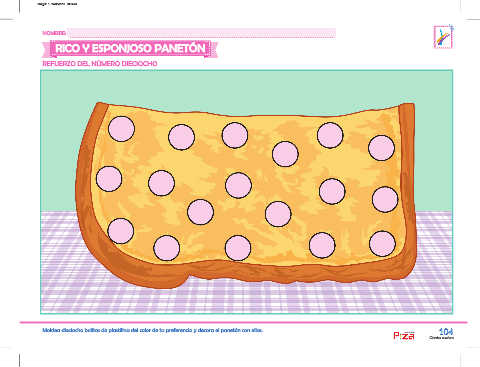 NOMBRE:
RICO Y ESPONJOSO PANETÓN
REFUERZO DEL NÚMERO DIECIOCHO
Moldea dieciocho bolitas de plastilina del color de tu preferencia y decora el panetón con ellas.
104